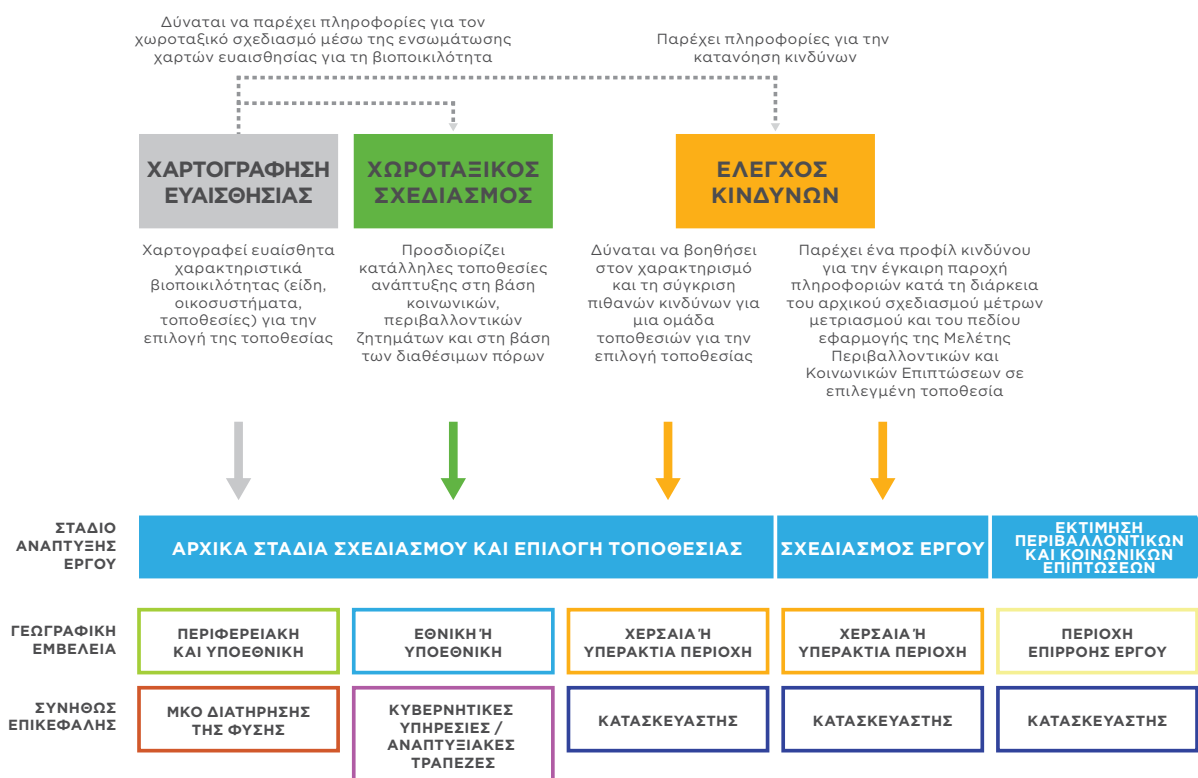 Δύναται να παρέχει πληροφορίες για τον
χωροταξικό σχεδιασμό μέσω της ενσωμάτωσης
χαρτών ευαισθησίας για τη βιοποικιλότητα
Παρέχει πληροφορίες για την
κατανόηση κινδύνων
ΧΑΡΤΟΓΡΑΦΗΣΗ
ΕΥΑΙΣΘΗΣΙΑΣ
ΧΩΡΟΤΑΞΙΚΟΣ
ΣΧΕΔΙΑΣΜΟΣ
ΕΛΕΓΧΟΣ
ΚΙΝΔΥΝΩΝ
Χαρτογραφεί ευαίσθητα
χαρακτηριστικά
βιοποικιλότητας (είδη,
οικοσυστήματα,
τοποθεσίες) για την
επιλογή της τοποθεσίας
Προσδιορίζει
κατάλληλες τοποθεσίες
ανάπτυξης στη βάση
κοινωνικών,
περιβαλλοντικών
ζητημάτων και στη βάση
των διαθέσιμων πόρων
Δύναται να βοηθήσει
στον χαρακτηρισμό
και τη σύγκριση
πιθανών κινδύνων για
μια ομάδα
τοποθεσιών για την
επιλογή τοποθεσίας
Παρέχει ένα προφίλ κινδύνου
για την έγκαιρη παροχή
πληροφοριών κατά τη διάρκεια
του αρχικού σχεδιασμού μέτρων
μετριασμού και του πεδίου
εφαρμογής της Μελέτης
Περιβαλλοντικών και
Κοινωνικών Επιπτώσεων σε
επιλεγμένη τοποθεσία
ΣΤΑΔΙΟ
ΑΝΑΠΤΥΞΗΣ
ΕΡΓΟΥ
ΑΡΧΙΚΑ ΣΤΑΔΙΑ ΣΧΕΔΙΑΣΜΟΥ ΚΑΙ ΕΠΙΛΟΓΗ ΤΟΠΟΘΕΣΙΑΣ
ΣΧΕΔΙΑΣΜΟΣ ΕΡΓΟΥ
ΕΚΤΙΜΗΣΗ
ΠΕΡΙΒΑΛΛΟΝΤΙΚΩΝ
ΚΑΙ ΚΟΙΝΩΝΙΚΩΝ
ΕΠΙΠΤΩΣΕΩΝ
ΓΕΩΓΡΑΦΙΚΗ
ΕΜΒΕΛΕΙΑ
ΠΕΡΙΦΕΡΕΙΑΚΗ
ΚΑΙ ΥΠΟΕΘΝΙΚΗ
ΕΘΝΙΚΗ Ή
ΥΠΟΕΘΝΙΚΗ
ΧΕΡΣΑΙΑ Ή
ΥΠΕΡΑΚΤΙΑ ΠΕΡΙΟΧΗ
ΧΕΡΣΑΙΑ Ή
ΥΠΕΡΑΚΤΙΑ ΠΕΡΙΟΧΗ
ΠΕΡΙΟΧΗ
ΕΠΙΡΡΟΗΣ ΕΡΓΟΥ
ΣΥΝΗΘΩΣ
ΕΠΙΚΕΦΑΛΗΣ
ΜΚΟ ΔΙΑΤΗΡΗΣΗΣ
ΤΗΣ ΦΥΣΗΣ
ΚΥΒΕΡΝΗΤΙΚΕΣ
ΥΠΗΡΕΣΙΕΣ /
ΑΝΑΠΤΥΞΙΑΚΕΣ
ΤΡΑΠΕΖΕΣ
ΚΑΤΑΣΚΕΥΑΣΤΗΣ
ΚΑΤΑΣΚΕΥΑΣΤΗΣ
ΚΑΤΑΣΚΕΥΑΣΤΗΣ